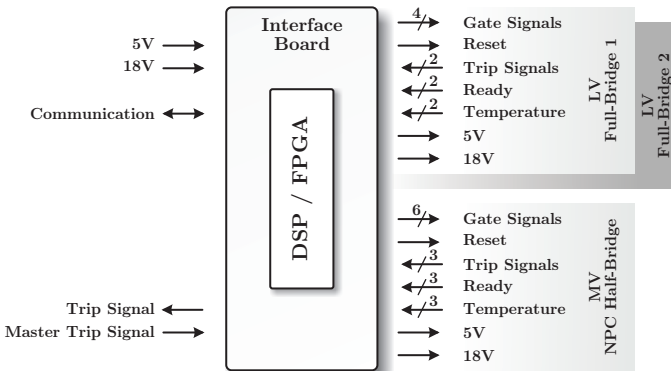 5V
18V
Communication
Trip Signal
Master Trip Signal
Interface
Board
DSP / FPGA
4
Gate Signals
Reset
2
Trip Signals
2
Ready
2
Temperature
5V
18V
LV
Full-Bridge 1
LV
Full-Bridge 2
6
Gate Signals
Reset
3
Trip Signals
3
Ready
3
Temperature
5V
18V
MV
NPC Half-Bridge